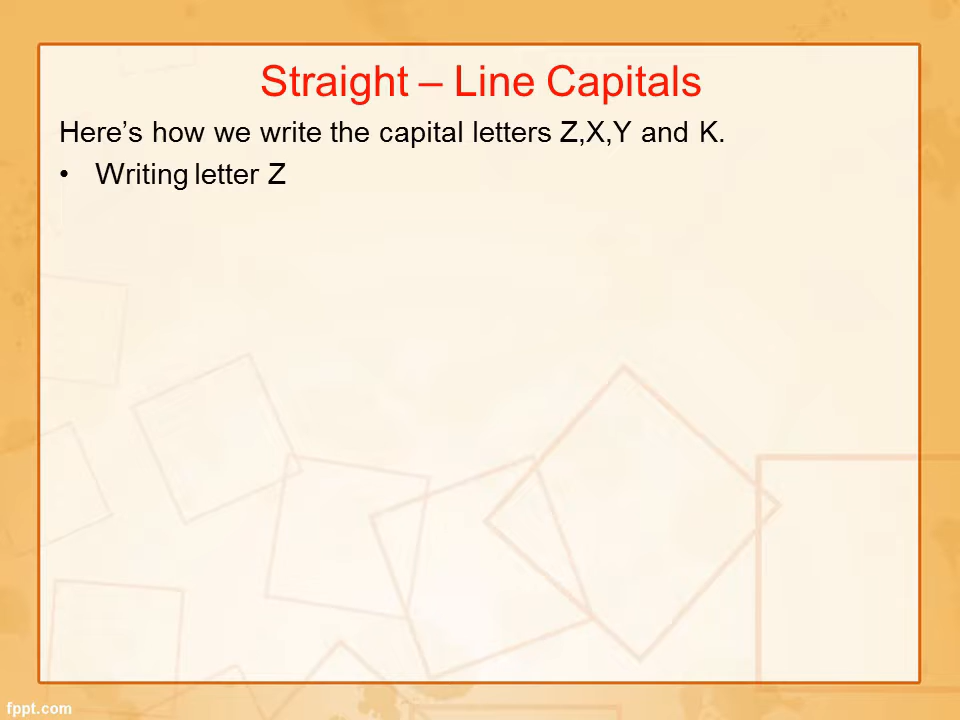 Straight – Line Capitals
Here’s how we write the capital letters Z,X,Y and K.
• Writing letter Z
fppt.com